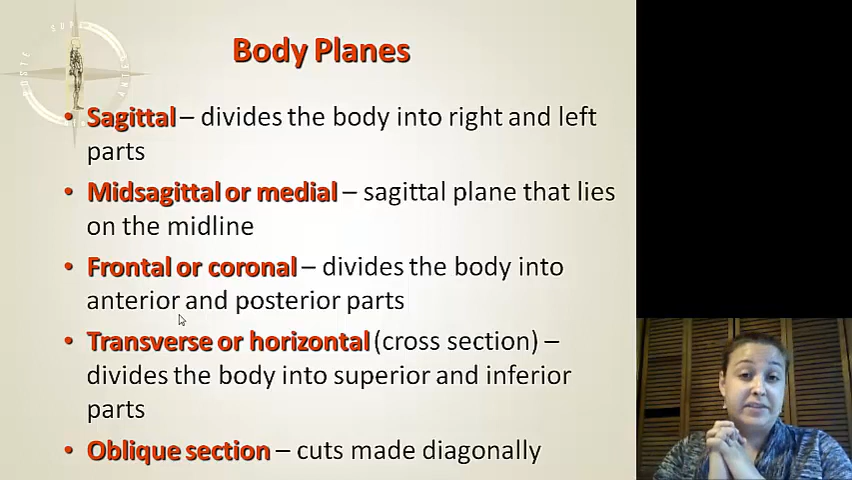 Body Planes
• Sagittal – divides the body into right and left
parts
• Midsagittal or medial – sagittal plane that lies
on the midline
• Frontal or coronal – divides the body into
anterior and posterior parts
• Transverse or horizontal (cross section) –
divides the body into superior and inferior
parts
• Oblique section – cuts made diagonally